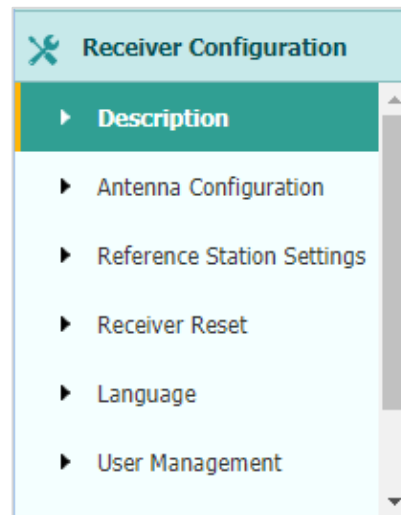 Receiver Configuration
Description
Antenna Configuration
Reference Station Settings
Receiver Reset
Language
User Management